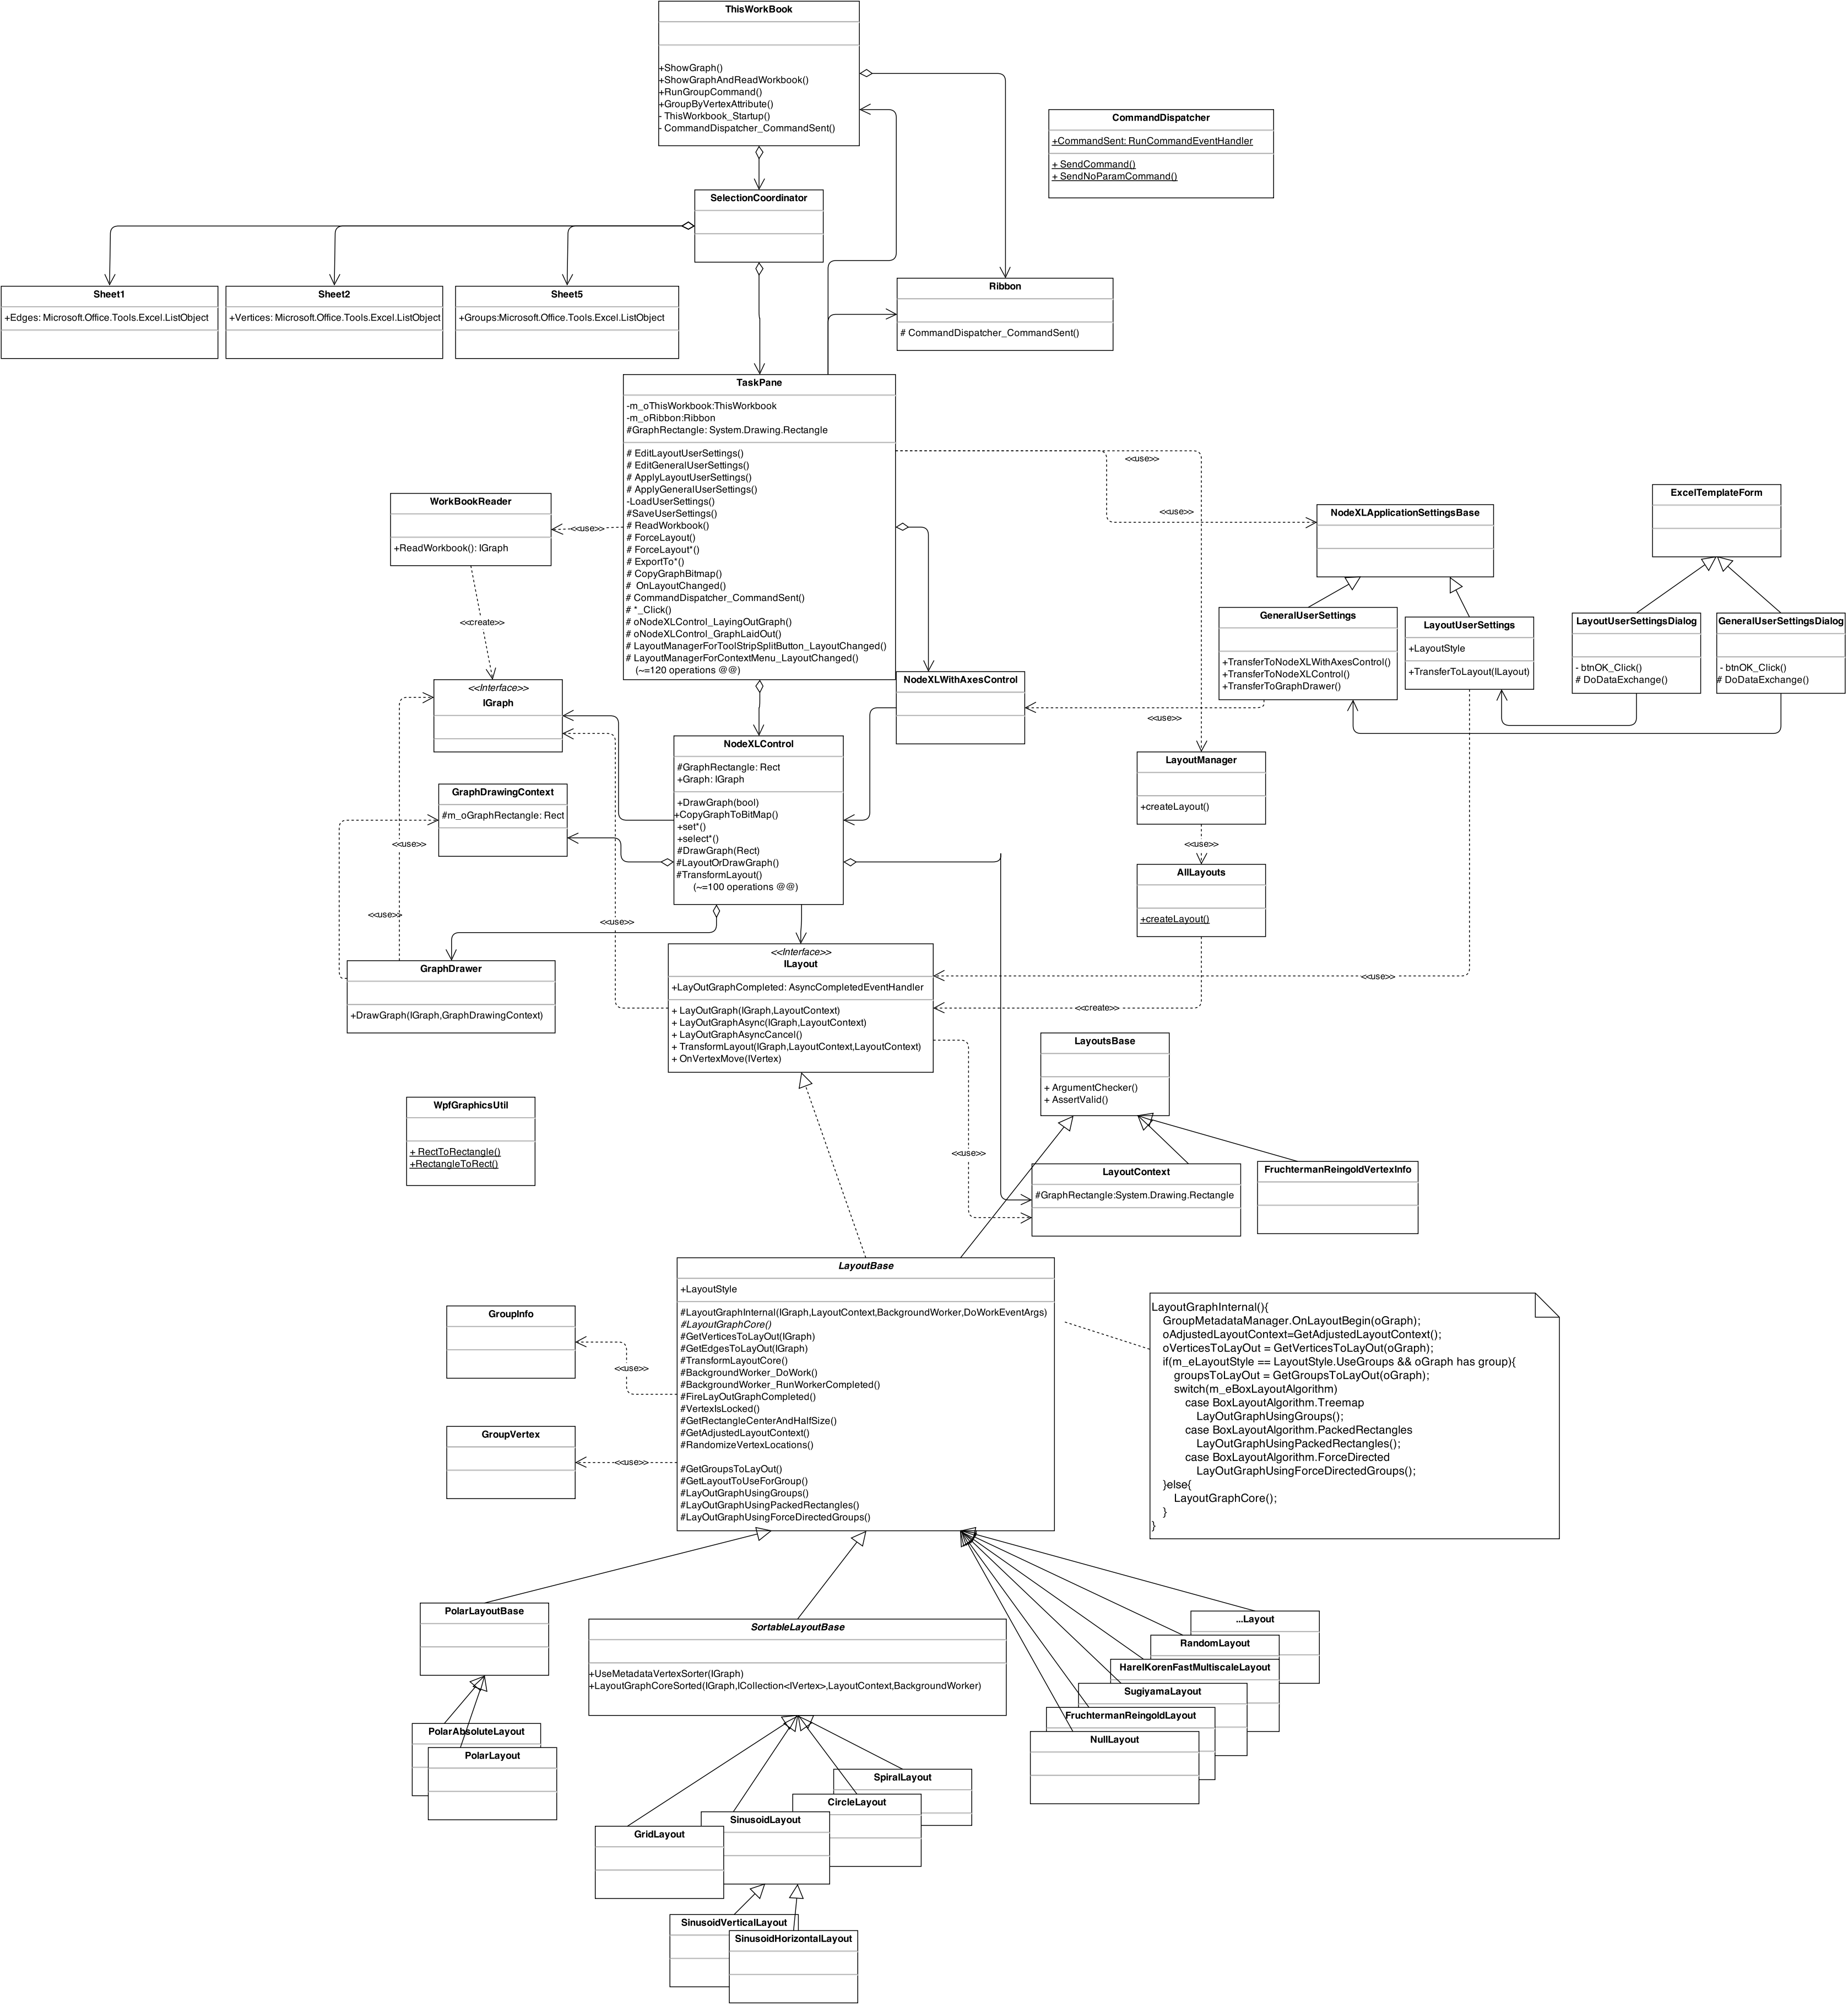 ThisWorkBook
+ShowGraph()
+ShowGraphAndReadWorkbook()
+RunGroupCommand()
+GroupByVertexAttribute()
- ThisWorkbook_Startup()
- CommandDispatcher_CommandSent()
CommandDispatcher
+CommandSent: RunCommandEventHandler
+ SendCommand()
+ SendNoParamCommand()
SelectionCoordinator
Sheet1
+Edges: Microsoft.Office.Tools.Excel.ListObject
Sheet2
+Vertices: Microsoft.Office.Tools.Excel.ListObject
Sheet5
+Groups:Microsoft.Office.Tools.Excel.ListObject
Ribbon
# CommandDispatcher_CommandSent()
TaskPane
-m_oThisWorkbook:ThisWorkbook
-m_oRibbon:Ribbon
#GraphRectangle: System.Drawing.Rectangle
# EditLayoutUserSettings()
# EditGeneralUserSettings()
# ApplyLayoutUserSettings()
# ApplyGeneralUserSettings()
-LoadUserSettings()
#SaveUserSettings()
# ReadWorkbook()
# ForceLayout()
# ForceLayout*()
# ExportTo*()
# CopyGraphBitmap()
#  OnLayoutChanged()
# CommandDispatcher_CommandSent()
# *_Click()
# oNodeXLControl_LayingOutGraph()
# oNodeXLControl_GraphLaidOut()
# LayoutManagerForToolStripSplitButton_LayoutChanged()
# LayoutManagerForContextMenu_LayoutChanged()
(~=120 operations @@)
<<use>>
<<use>>
WorkBookReader
+ReadWorkbook(): IGraph
<<use>>
<<create>>
NodeXLApplicationSettingsBase
ExcelTemplateForm
GeneralUserSettings
+TransferToNodeXLWithAxesControl()
+TransferToNodeXLControl()
+TransferToGraphDrawer()
LayoutUserSettings
+LayoutStyle
+TransferToLayout(ILayout)
LayoutUserSettingsDialog
- btnOK_Click()
# DoDataExchange()
GeneralUserSettingsDialog
- btnOK_Click()
# DoDataExchange()
<<Interface>>
IGraph
NodeXLWithAxesControl
<<use>>
NodeXLControl
#GraphRectangle: Rect
+Graph: IGraph
+DrawGraph(bool)
+CopyGraphToBitMap()
+set*()
+select*()
#DrawGraph(Rect)
#LayoutOrDrawGraph()
#TransformLayout()
(~=100 operations @@)
LayoutManager
+createLayout()
<<use>>
GraphDrawingContext
#m_oGraphRectangle: Rect
<<use>>
<<use>>
<<use>>
AllLayouts
+createLayout()
GraphDrawer
+DrawGraph(IGraph,GraphDrawingContext)
<<Interface>>
ILayout
+LayOutGraphCompleted: AsyncCompletedEventHandler
+ LayOutGraph(IGraph,LayoutContext)
+ LayOutGraphAsync(IGraph,LayoutContext)
+ LayOutGraphAsyncCancel()
+ TransformLayout(IGraph,LayoutContext,LayoutContext)
+ OnVertexMove(IVertex)
<<use>>
<<create>>
LayoutsBase
+ ArgumentChecker()
+ AssertValid()
WpfGraphicsUtil
+ RectToRectangle()
+RectangleToRect()
<<use>>
LayoutContext
#GraphRectangle:System.Drawing.Rectangle
FruchtermanReingoldVertexInfo
LayoutBase
+LayoutStyle
#LayoutGraphInternal(IGraph,LayoutContext,BackgroundWorker,DoWorkEventArgs)
#LayoutGraphCore()
#GetVerticesToLayOut(IGraph)
#GetEdgesToLayOut(IGraph)
#TransformLayoutCore()
#BackgroundWorker_DoWork()
#BackgroundWorker_RunWorkerCompleted()
#FireLayOutGraphCompleted()
#VertexIsLocked()
#GetRectangleCenterAndHalfSize()
#GetAdjustedLayoutContext()
#RandomizeVertexLocations()
#GetGroupsToLayOut()
#GetLayoutToUseForGroup()
#LayOutGraphUsingGroups()
#LayOutGraphUsingPackedRectangles()
#LayOutGraphUsingForceDirectedGroups()
GroupInfo
<<use>>
GroupVertex
<<use>>
LayoutGraphInternal(){
GroupMetadataManager.OnLayoutBegin(oGraph);
oAdjustedLayoutContext=GetAdjustedLayoutContext();
oVerticesToLayOut = GetVerticesToLayOut(oGraph);
if(m_eLayoutStyle == LayoutStyle.UseGroups && oGraph has group){
groupsToLayOut = GetGroupsToLayOut(oGraph);
switch(m_eBoxLayoutAlgorithm)
case BoxLayoutAlgorithm.Treemap
LayOutGraphUsingGroups();
case BoxLayoutAlgorithm.PackedRectangles
LayOutGraphUsingPackedRectangles();
case BoxLayoutAlgorithm.ForceDirected
LayOutGraphUsingForceDirectedGroups();
}else{
LayoutGraphCore();
}
}
PolarLayoutBase
PolarAbsoluteLayout
PolarLayout
SortableLayoutBase
+UseMetadataVertexSorter(IGraph)
+LayoutGraphCoreSorted(IGraph,ICollection<IVertex>,LayoutContext,BackgroundWorker)
...Layout
RandomLayout
HarelKorenFastMultiscaleLayout
SugiyamaLayout
FruchtermanReingoldLayout
NullLayout
SpiralLayout
CircleLayout
SinusoidLayout
GridLayout
SinusoidVerticalLayout
SinusoidHorizontalLayout